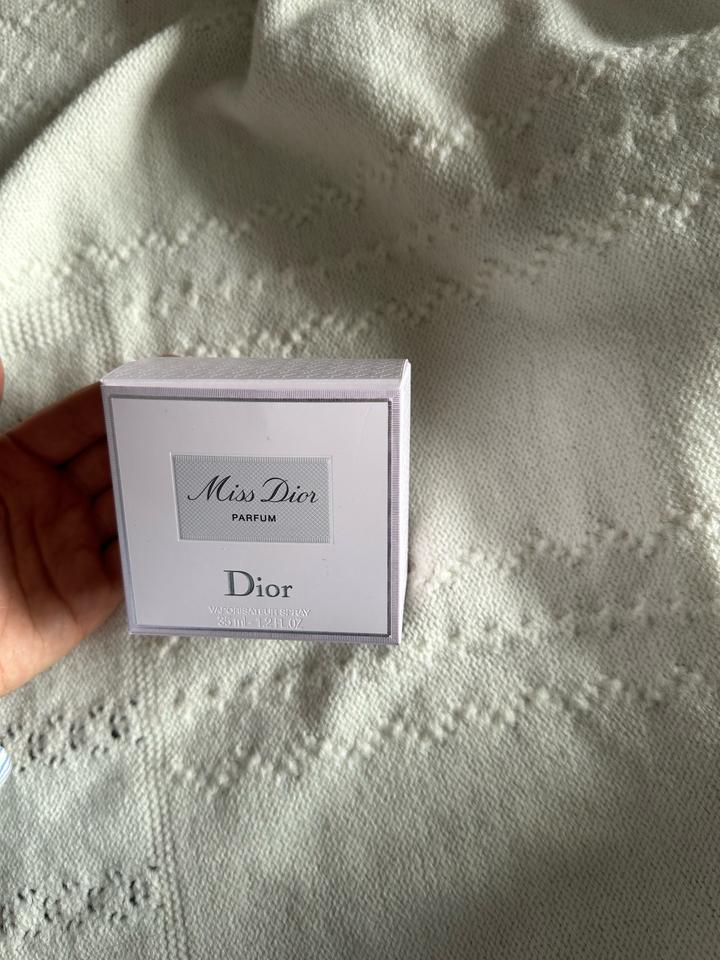 Miss Dior
PARFUM
Dior
VAPORISATEUR SPRAY
35 ml - 1.2 FL.OZ